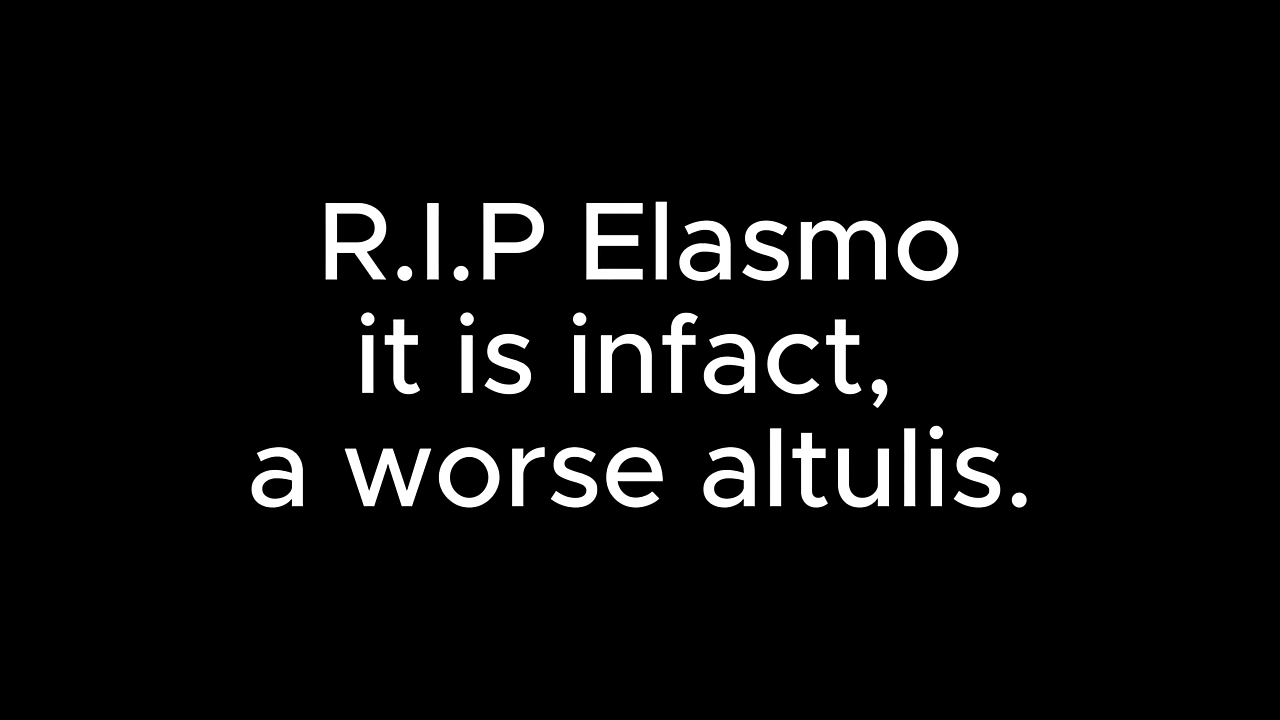 R.I.P Elasmo
it is infact,
a worse altulis.